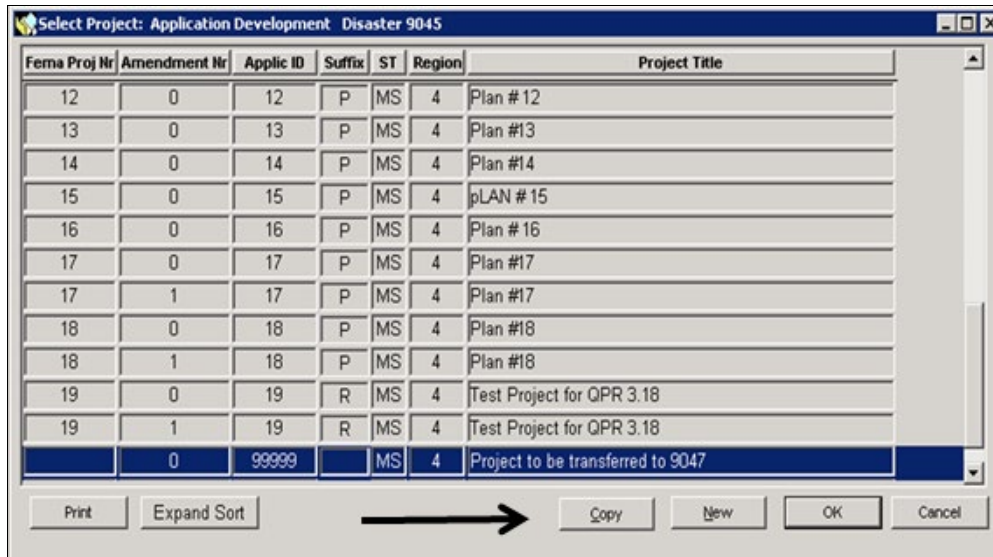 Select Project: Application Development Disaster 9045
Fema Proj Nr Amendment Nr Applic ID Suffix ST Region Project Title
12 0 12 P MS 4 Plan # 12
13 0 13 P MS 4 Plan #13
14 0 14 P MS 4 Plan #14
15 0 15 P MS 4 pLAN # 15
16 0 16 P MS 4 Plan # 16
17 0 17 P MS 4 Plan #17
17 1 17 P MS 4 Plan #17
18 0 18 P MS 4 Plan #18
18 1 18 P MS 4 Plan #18
19 0 19 R MS 4 Test Project for QPR 3.18
19 1 19 R MS 4 Test Project for QPR 3.18
0 99999 MS 4 Project to be transferred to 9047
Print Expand Sort Copy New OK Cancel